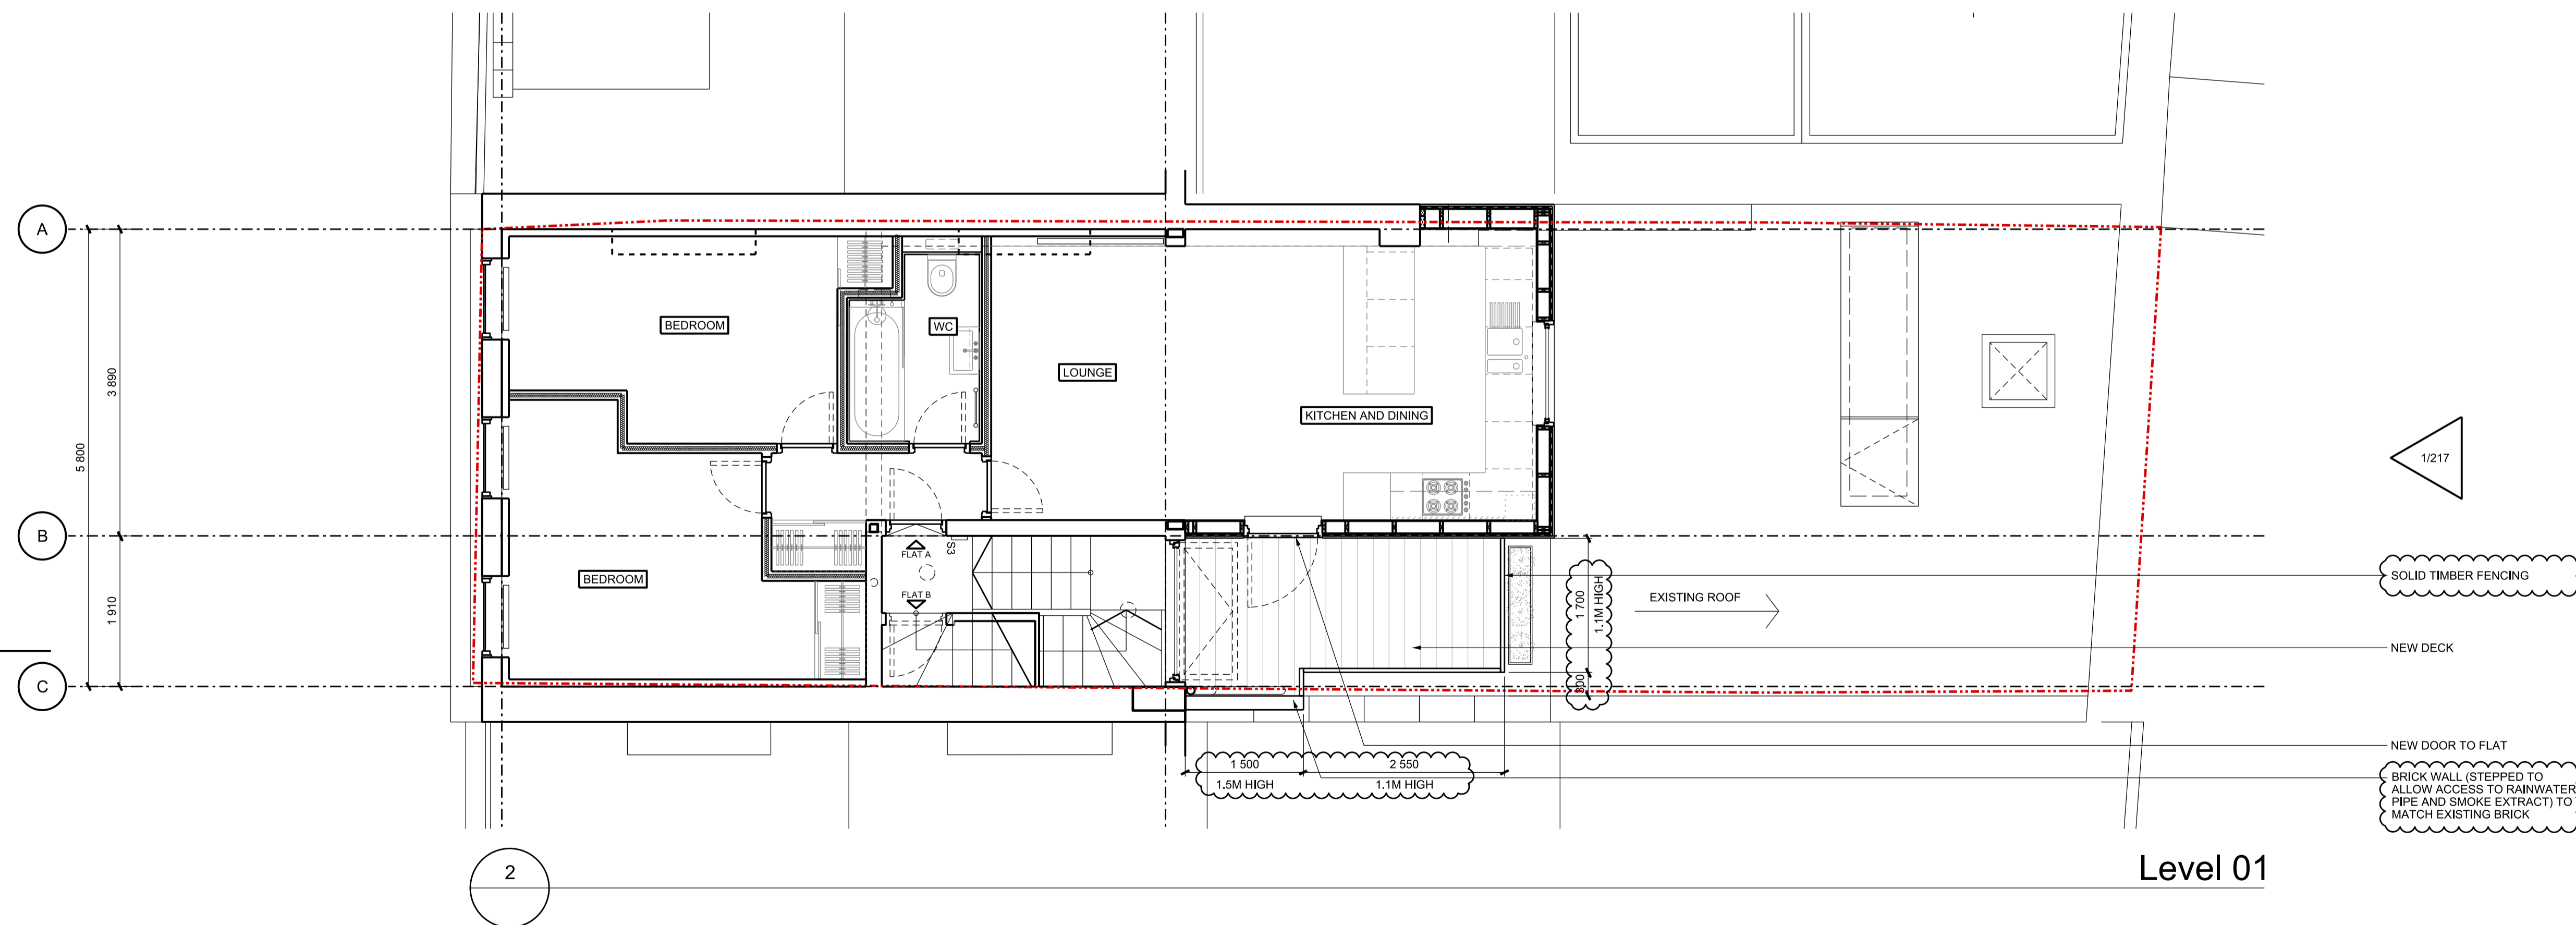 A
B
C
5 800
3 890
1 910
BEDROOM
WC
LOUNGE
KITCHEN AND DINING
BEDROOM
FLAT A
FLAT B
S3
1 700
1.1M HIGH
300
EXISTING ROOF
1/217
SOLID TIMBER FENCING
NEW DECK
NEW DOOR TO FLAT
BRICK WALL (STEPPED TO
ALLOW ACCESS TO RAINWATER
PIPE AND SMOKE EXTRACT) TO
MATCH EXISTING BRICK
1 500
2 550
1.5M HIGH
1.1M HIGH
2
Level 01